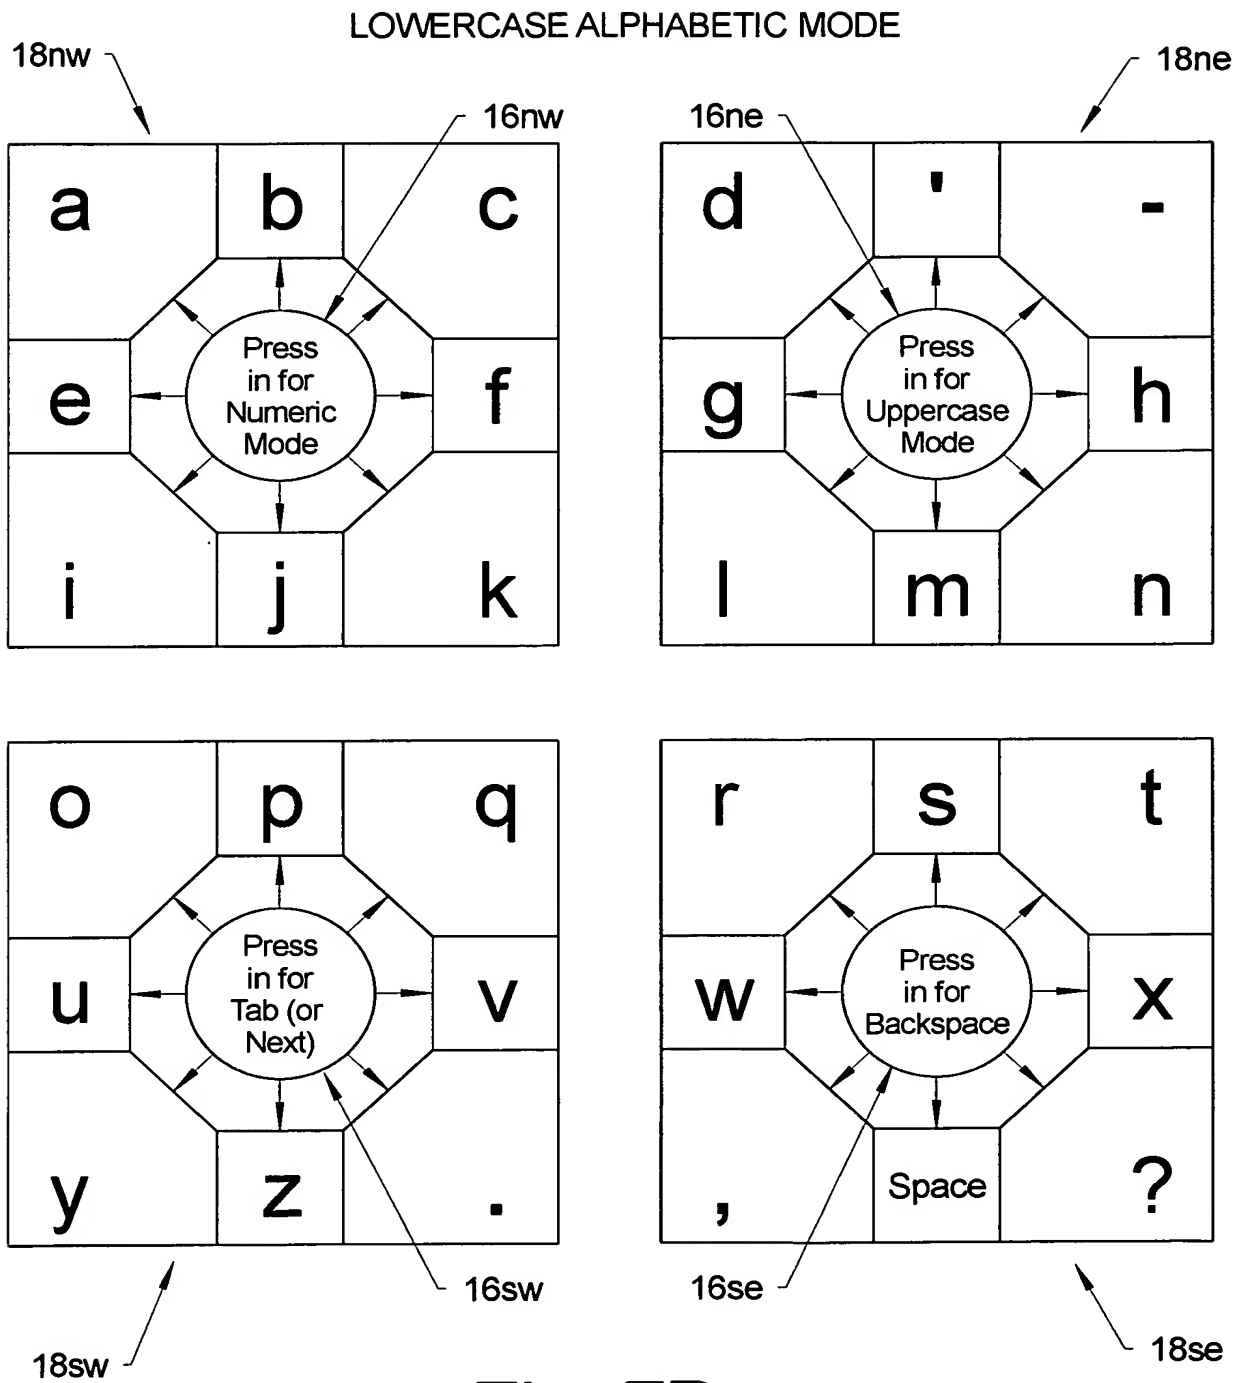 LOWERCASE ALPHABETIC MODE
18nw
18ne
16nw
16ne
a b c
d ' -
Press
in for
Numeric
Mode
e f
Press
in for
Uppercase
Mode
g h
i j k
l m n
o p q
r s t
Press
in for
Tab (or
Next)
u v
Press
in for
Backspace
w x
y z .
, Space ?
16sw
16se
18sw
18se